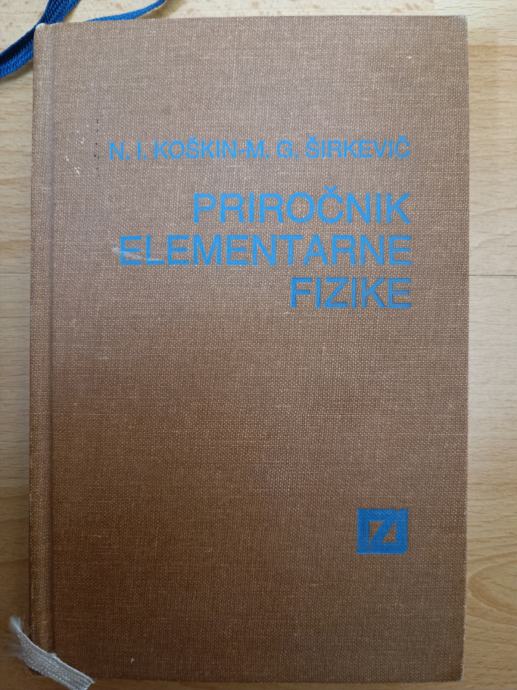 N. I. KOŠKIN-M. G. ŠIRKEVIČ
PRIROČNIK
ELEMENTARNE
FIZIKE